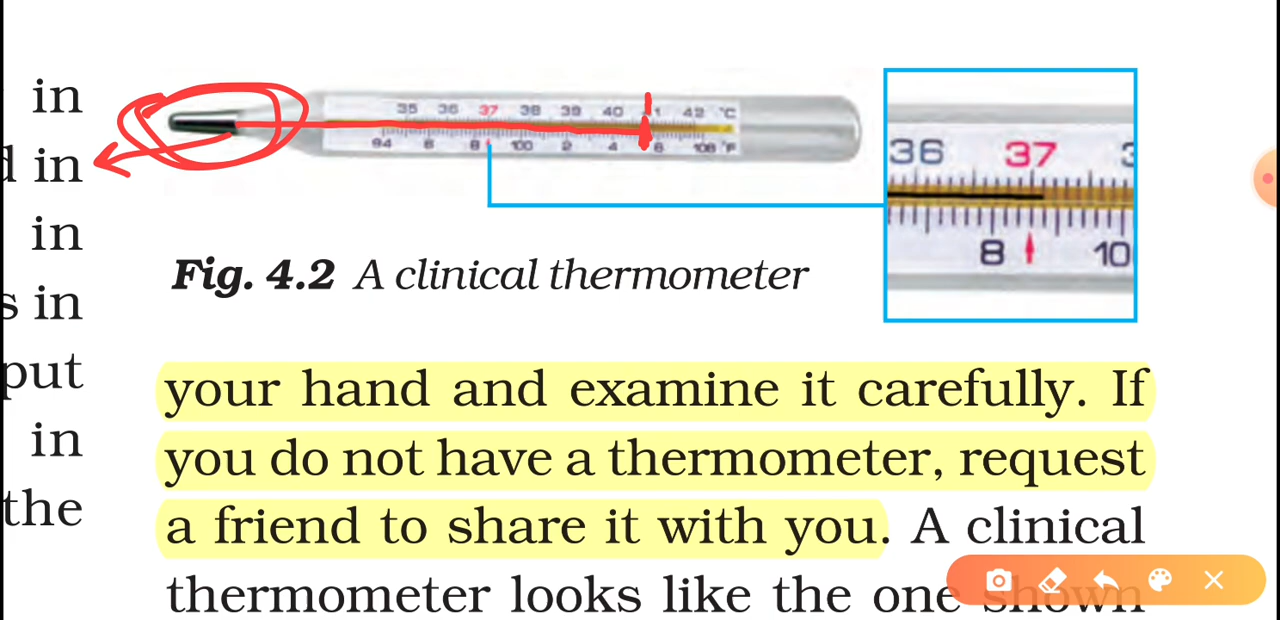 in
35 36 37 38 39 40 1 42 °C
94 6 8 100 2 4 6 108 °F
in
36 37
8 10
in
Fig. 4.2 A clinical thermometer
s in
put
your hand and examine it carefully. If
in
you do not have a thermometer, request
the
a friend to share it with you. A clinical
thermometer looks like the one shown